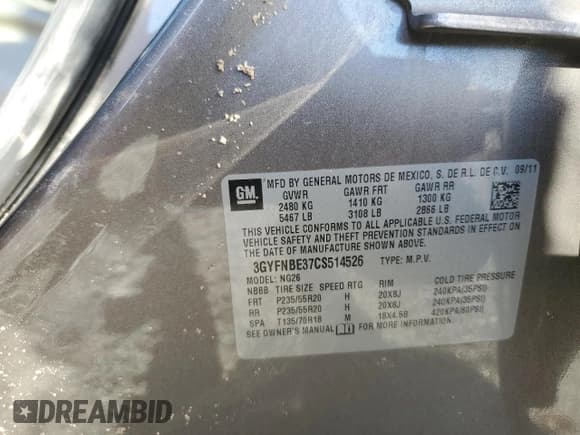 GM
MFD BY GENERAL MOTORS DE MEXICO, S. DE R.L. DE C.V. 09/11
GVWR GAWR FRT GAWR RR
2480 KG 1410 KG 1300 KG
5467 LB 3108 LB 2866 LB
THIS VEHICLE CONFORMS TO ALL APPLICABLE U.S. FEDERAL MOTOR
VEHICLE SAFETY AND THEFT PREVENTION STANDARDS IN EFFECT ON
THE DATE OF MANUFACTURE SHOWN ABOVE.
3GYFNBE37CS514526 TYPE: M.P.V.
MODEL: NG26
NBBB TIRE SIZE SPEED RTG RIM COLD TIRE PRESSURE
FRT P235/55R20 H 20X8J 240KPA(35PSI)
RR P235/55R20 H 20X8J 240KPA(35PSI)
SPA T135/70R18 M 18X4.5B 420KPA(60PSI)
SEE OWNER'S MANUAL FOR MORE INFORMATION.
DREAMBID